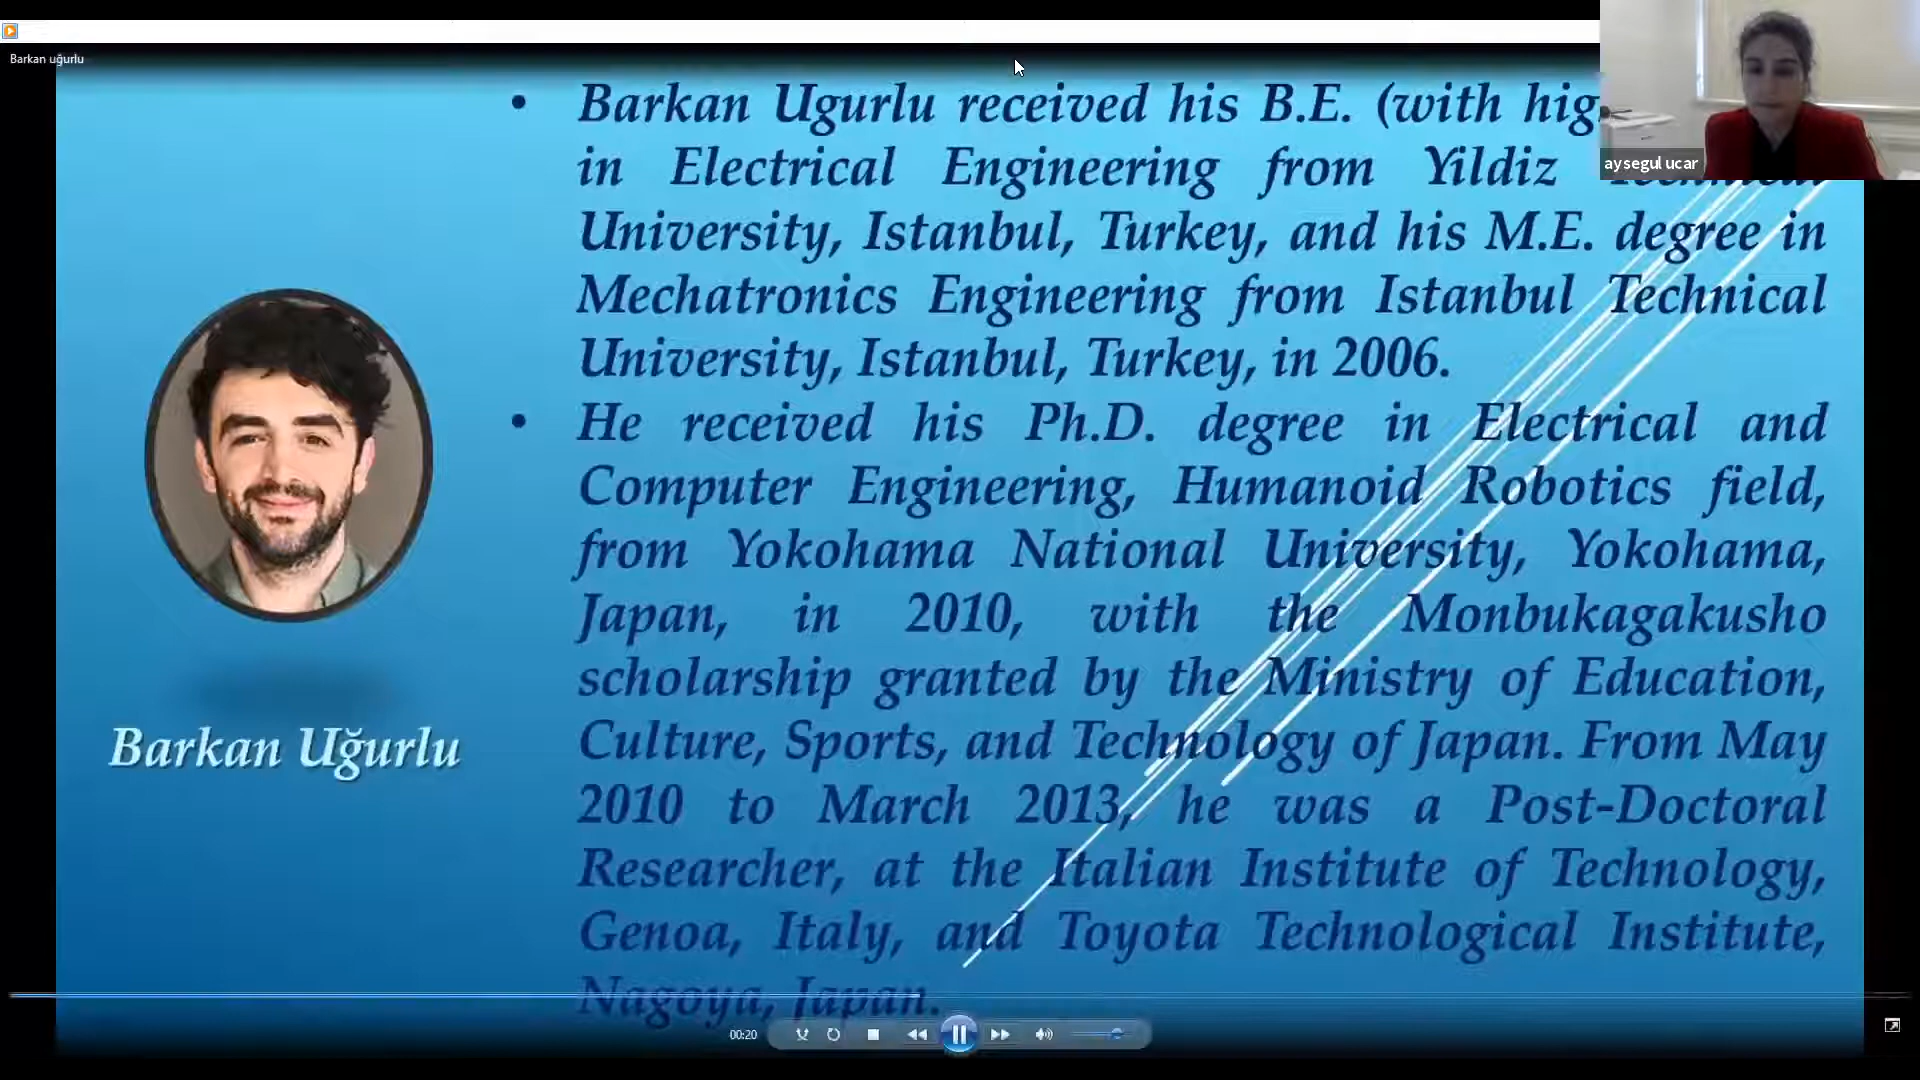 Barkan uğurlu
aysegul ucar
• Barkan Ugurlu received his B.E. (with hig
in Electrical Engineering from Yildiz
University, Istanbul, Turkey, and his M.E. degree in
Mechatronics Engineering from Istanbul Technical
University, Istanbul, Turkey, in 2006.
• He received his Ph.D. degree in Electrical and
Computer Engineering, Humanoid Robotics field,
from Yokohama National University, Yokohama,
Japan, in 2010, with the Monbukagakusho
scholarship granted by the Ministry of Education,
Culture, Sports, and Technology of Japan. From May
2010 to March 2013, he was a Post-Doctoral
Researcher, at the Italian Institute of Technology,
Genoa, Italy, and Toyota Technological Institute,
Nagoya, Japan.
Barkan Uğurlu
00:20